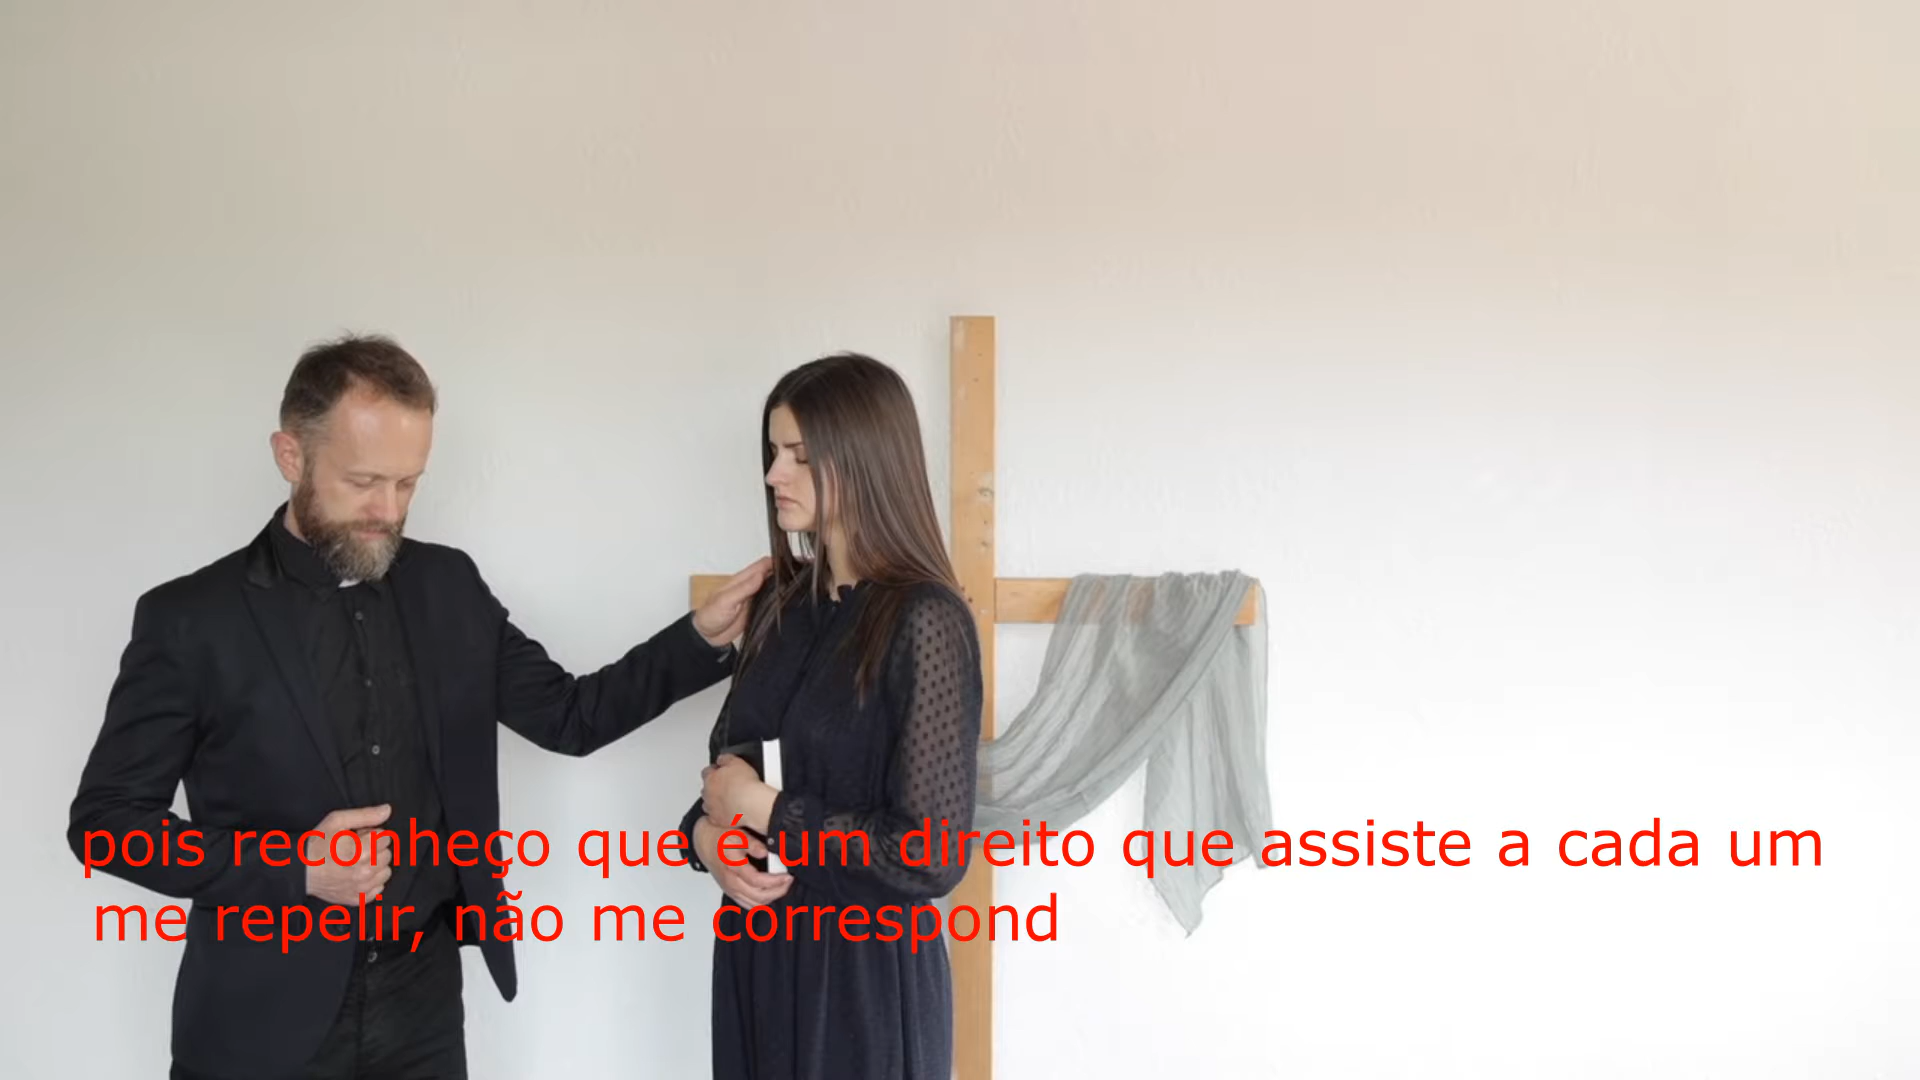 pois reconheço que é um direito que assiste a cada um
me repelir, não me correspond